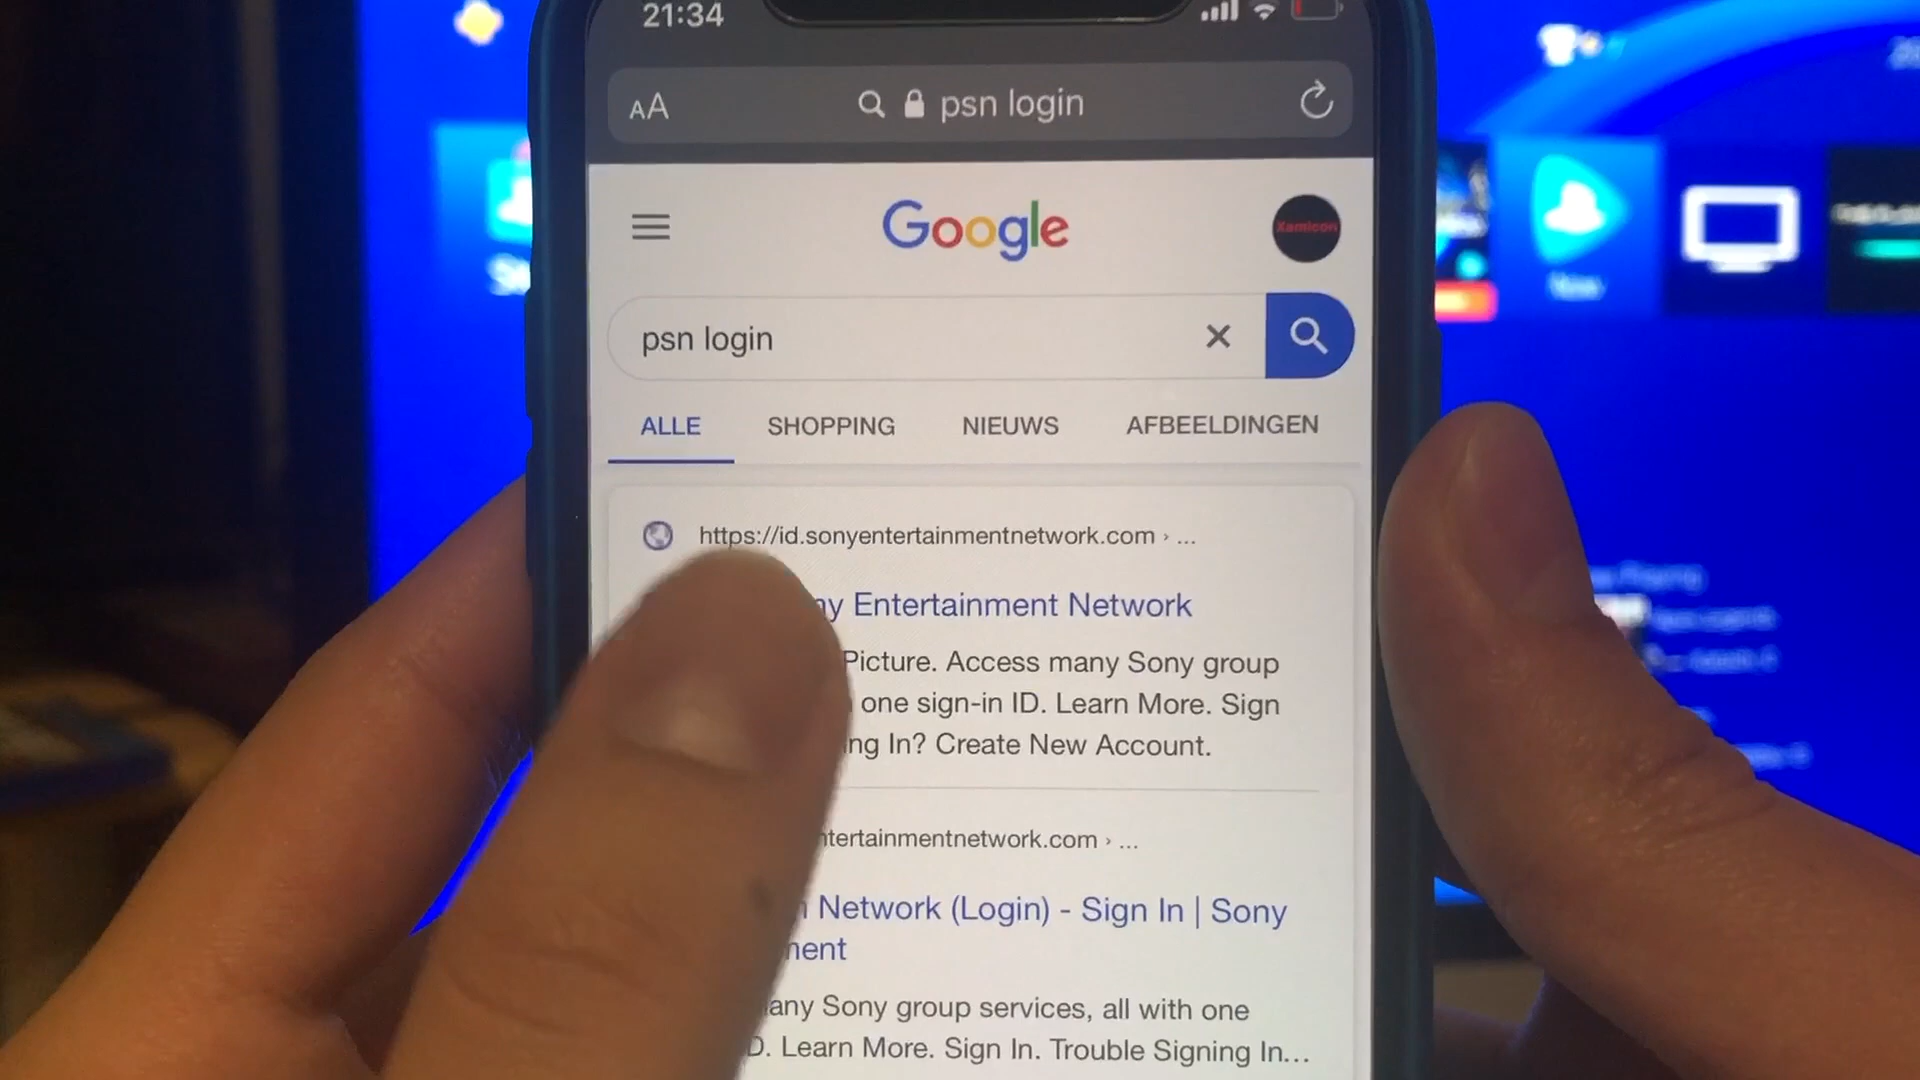 21:34
AA psn login
Google
Xamicon
psn login
ALLE SHOPPING NIEUWS AFBEELDINGEN
https://id.sonyentertainmentnetwork.com › ...
Entertainment Network
Picture. Access many Sony group
one sign-in ID. Learn More. Sign
In? Create New Account.
ntertainmentnetwork.com › ...
Network (Login) - Sign In | Sony
ment
any Sony group services, all with one
D. Learn More. Sign In. Trouble Signing In...
Now